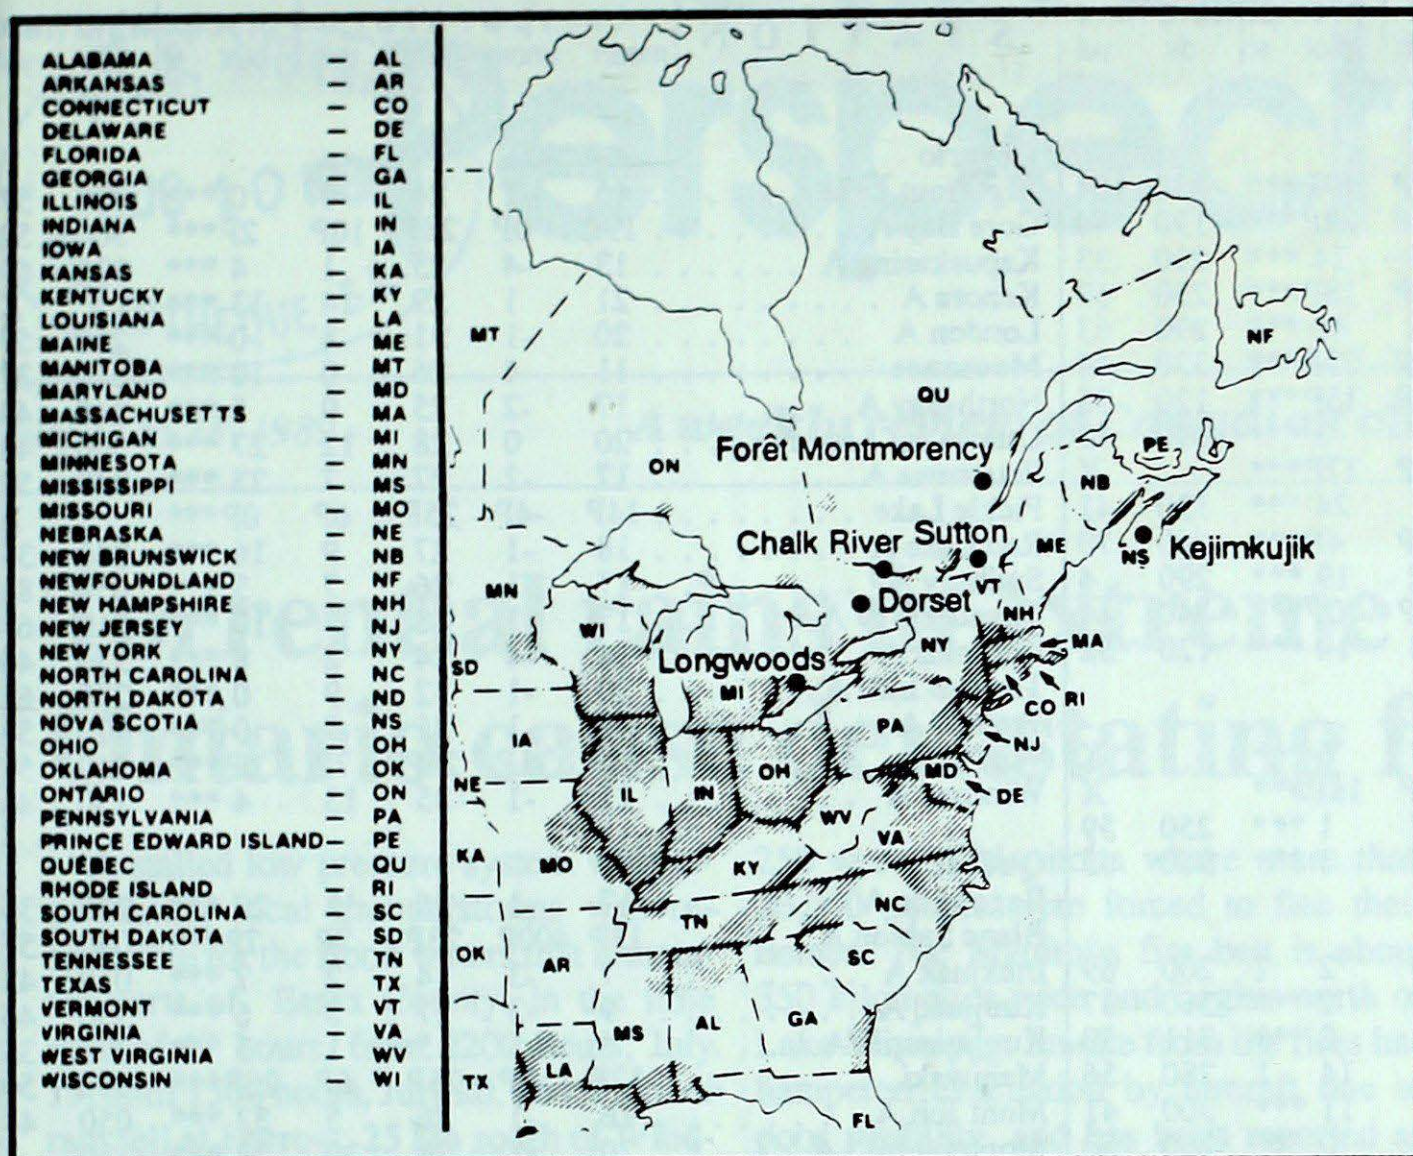 ALABAMA — AL
ARKANSAS — AR
CONNECTICUT — CO
DELAWARE — DE
FLORIDA — FL
GEORGIA — GA
ILLINOIS — IL
INDIANA — IN
IOWA — IA
KANSAS — KA
KENTUCKY — KY
LOUISIANA — LA
MAINE — ME
MANITOBA — MT
MARYLAND — MD
MASSACHUSETTS — MA
MICHIGAN — MI
MINNESOTA — MN
MISSISSIPPI — MS
MISSOURI — MO
NEBRASKA — NE
NEW BRUNSWICK — NB
NEWFOUNDLAND — NF
NEW HAMPSHIRE — NH
NEW JERSEY — NJ
NEW YORK — NY
NORTH CAROLINA — NC
NORTH DAKOTA — ND
NOVA SCOTIA — NS
OHIO — OH
OKLAHOMA — OK
ONTARIO — ON
PENNSYLVANIA — PA
PRINCE EDWARD ISLAND — PE
QUÉBEC — QU
RHODE ISLAND — RI
SOUTH CAROLINA — SC
SOUTH DAKOTA — SD
TENNESSEE — TN
TEXAS — TX
VERMONT — VT
VIRGINIA — VA
WEST VIRGINIA — WV
WISCONSIN — WI
MT
NF
QU
Forêt Montmorency
ON
PE
NB
Chalk River
Sutton
ME
NS
Kejimkujik
MN
VT
Dorset
NH
WI
NY
MA
SD
Longwoods
MI
CO
RI
IA
PA
NJ
NE
IL
IN
OH
MD
DE
WV
VA
KA
MO
KY
NC
TN
OK
AR
SC
MS
AL
GA
TX
LA
FL